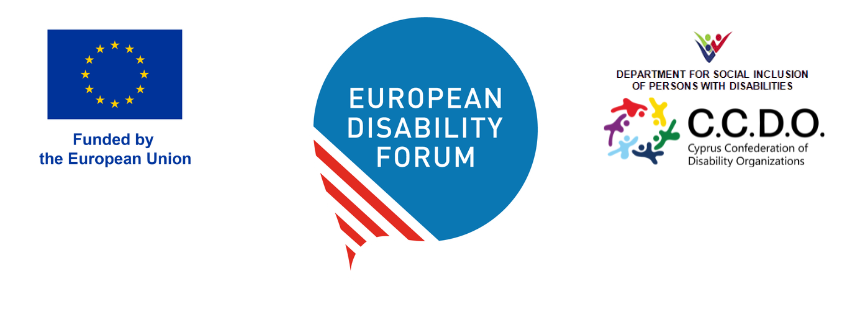 Funded by
the European Union
EUROPEAN
DISABILITY
FORUM
DEPARTMENT FOR SOCIAL INCLUSION
OF PERSONS WITH DISABILITIES
C.C.D.O.
Cyprus Confederation of
Disability Organizations